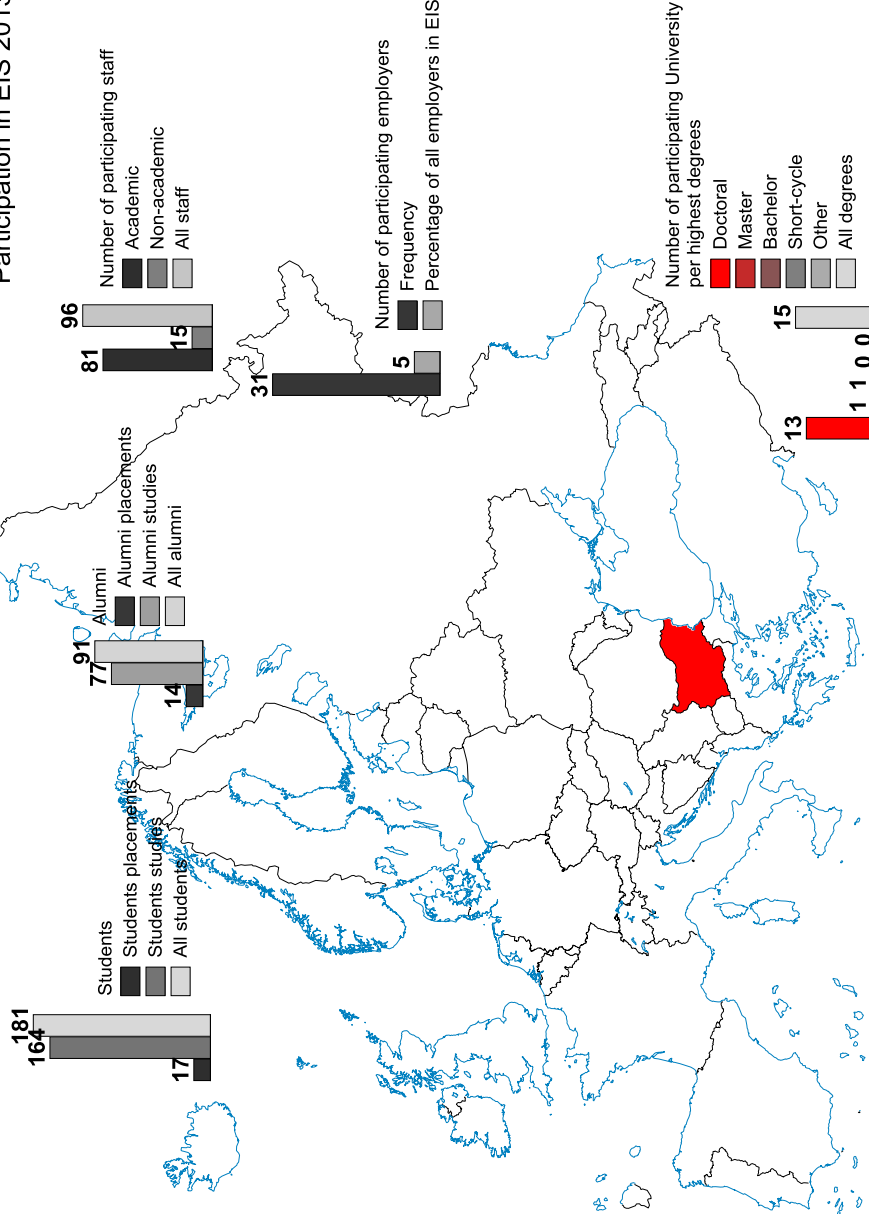 Participation in EIS 2013
181
164
17
Students
Students placements
Students studies
All students
91
77
14
Alumni
Alumni placements
Alumni studies
All alumni
96
81
15
Number of participating staff
Academic
Non-academic
All staff
31
5
Number of participating employers
Frequency
Percentage of all employers in EIS
15
13
1 1 0 0
Number of participating University
per highest degrees
Doctoral
Master
Bachelor
Short-cycle
Other
All degrees